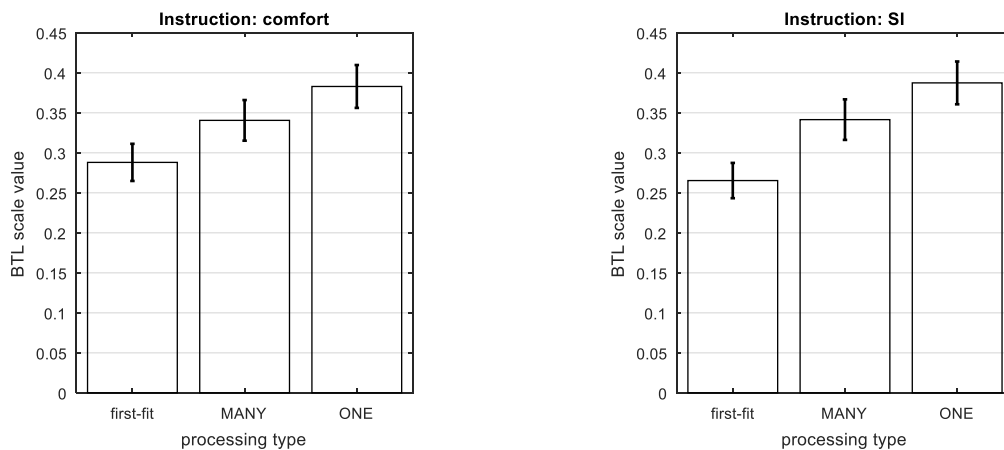 Instruction: comfort
BTL scale value
0.45
0.4
0.35
0.3
0.25
0.2
0.15
0.1
0.05
0
first-fit MANY ONE
processing type
Instruction: SI
BTL scale value
0.45
0.4
0.35
0.3
0.25
0.2
0.15
0.1
0.05
0
first-fit MANY ONE
processing type